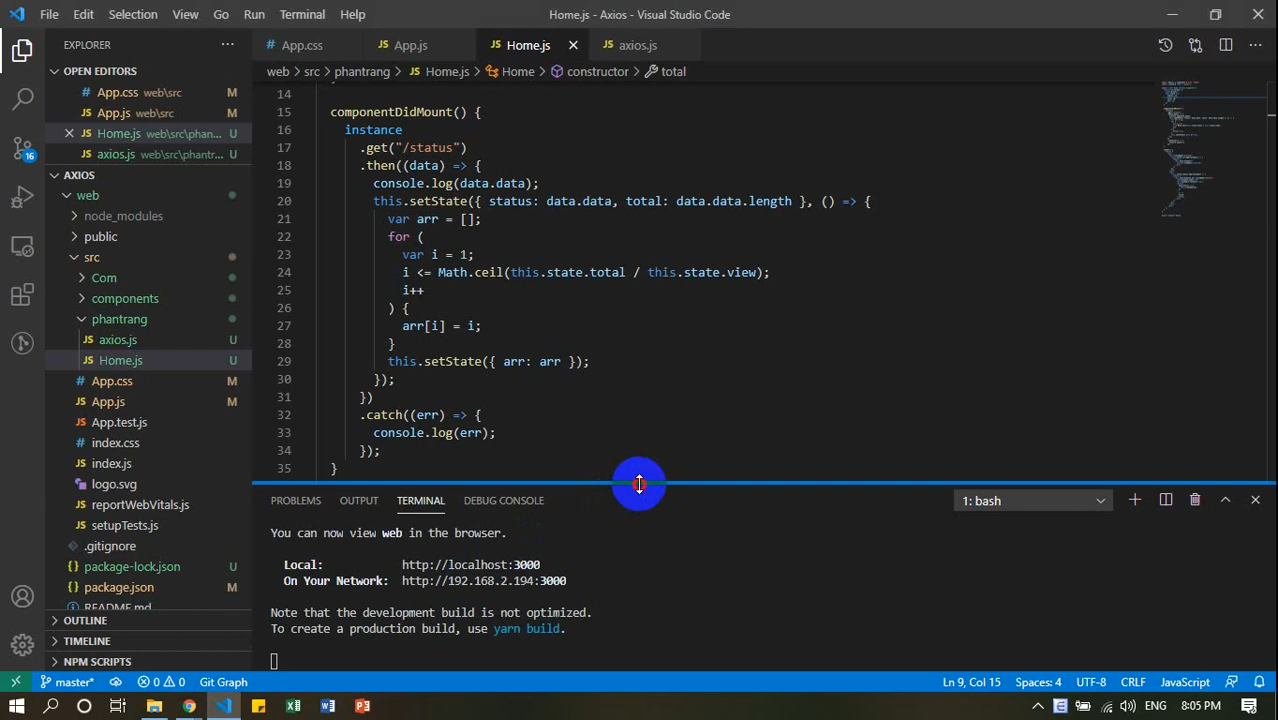 File Edit Selection View Go Run Terminal Help Home.js - Axios - Visual Studio Code
EXPLORER
OPEN EDITORS
App.css web\src M
App.js web\src M
Home.js web\src\phan... U
axios.js web\src\phantr... U
AXIOS
web
node_modules
public
src
Com
components
phantrang
axios.js U
Home.js U
App.css M
App.js M
App.test.js
index.css
index.js
logo.svg
reportWebVitals.js
setupTests.js
.gitignore
package-lock.json U
package.json M
README.md
OUTLINE
TIMELINE
NPM SCRIPTS
16
App.css App.js Home.js axios.js
web > src > phantrang > Home.js > Home > constructor > total
14
15 componentDidMount() {
16 instance
17 .get("/status")
18 .then((data) => {
19 console.log(data.data);
20 this.setState({ status: data.data, total: data.data.length }, () => {
21 var arr = [];
22 for (
23 var i = 1;
24 i <= Math.ceil(this.state.total / this.state.view);
25 i++
26 ) {
27 arr[i] = i;
28 }
29 this.setState({ arr: arr });
30 });
31 })
32 .catch((err) => {
33 console.log(err);
34 });
35 }
PROBLEMS OUTPUT TERMINAL DEBUG CONSOLE 1: bash
You can now view web in the browser.
Local: http://localhost:3000
On Your Network: http://192.168.2.194:3000
Note that the development build is not optimized.
To create a production build, use yarn build.
master* 0 0 Git Graph Ln 9, Col 15 Spaces: 4 UTF-8 CRLF JavaScript
ENG 8:05 PM